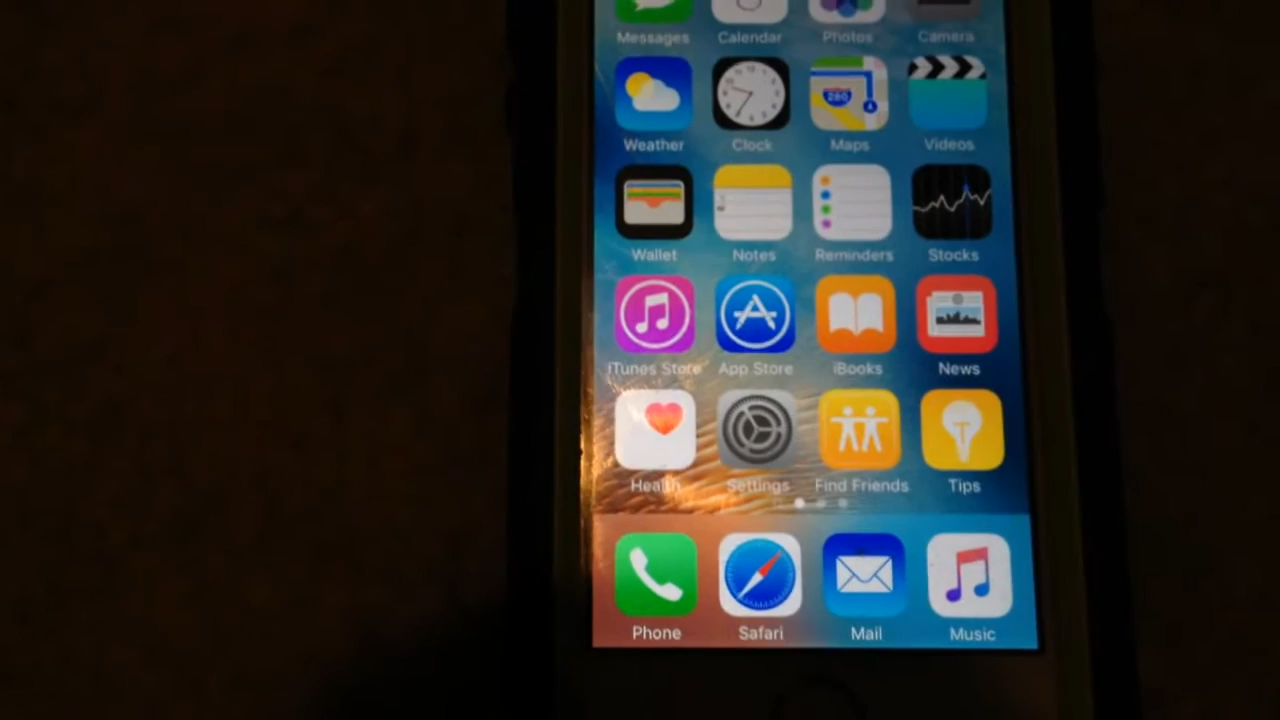 Messages Calendar Photos Camera
280
Weather Clock Maps Videos
Wallet Notes Reminders Stocks
iTunes Store App Store iBooks News
Health Settings Find Friends Tips
Phone Safari Mail Music